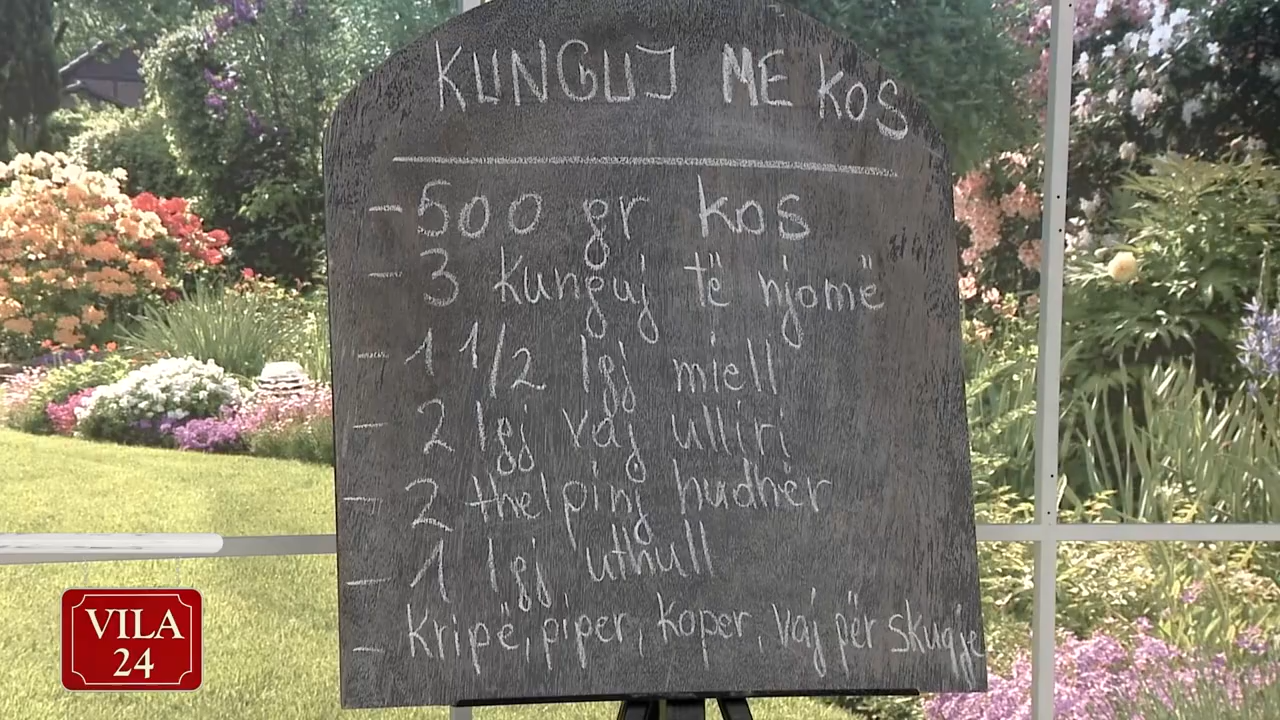 KUNGUJ ME KOS
- 500 gr kos
- 3 kunguj të njomë
- 1 1/2 lgj miell
- 2 lgj vaj ulliri
- 2 thelpinj hudhër
- 1 lgj uthull
- Kripë, piper, koper, vaj për skuqje
VILA
24